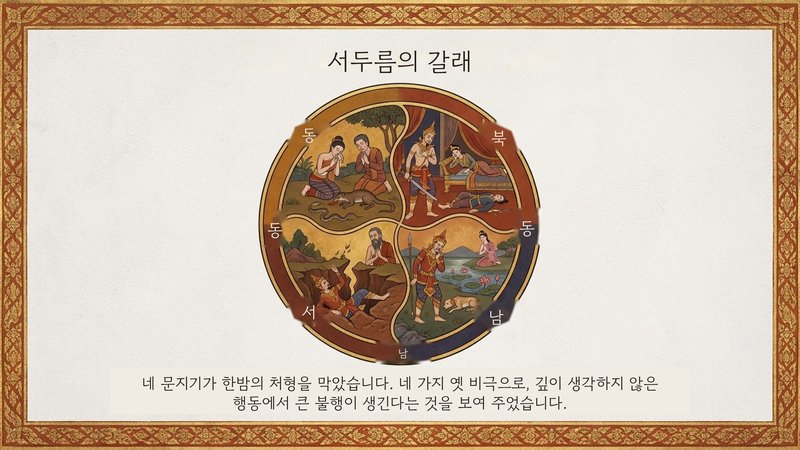 서두름의 갈래
동
북
동
동
서
남
남
네 문지기가 한밤의 처형을 막았습니다. 네 가지 옛 비극으로, 깊이 생각하지 않은
행동에서 큰 불행이 생긴다는 것을 보여 주었습니다.